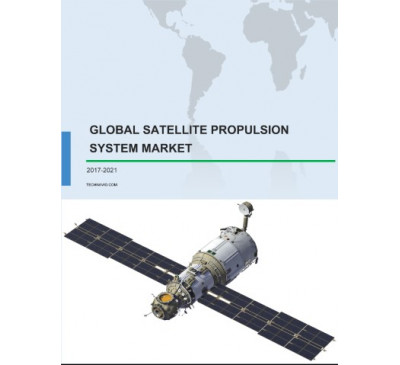 GLOBAL SATELLITE PROPULSION
SYSTEM MARKET
2017-2021
TECHNAVIO.COM